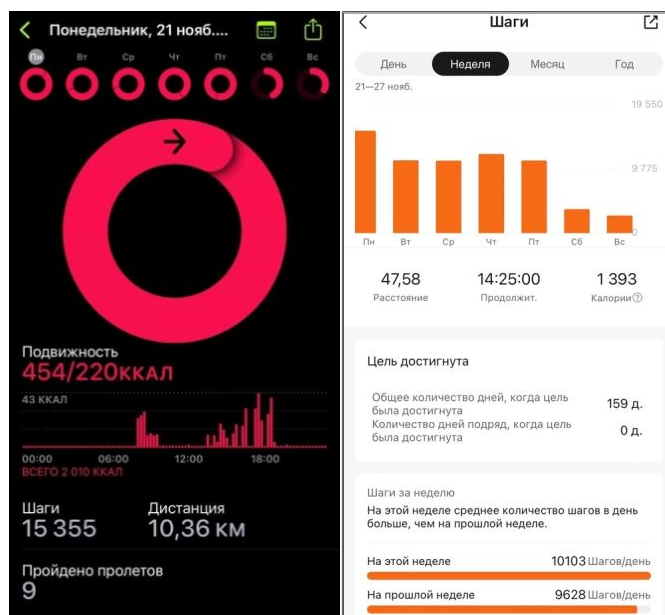 Понедельник, 21 нояб....
Пн Вт Ср Чт Пт Сб Вс
Подвижность
454/220ККАЛ
43 ККАЛ
00:00 06:00 12:00 18:00
ВСЕГО 2 010 ККАЛ
Шаги Дистанция
15 355 10,36 КМ
Пройдено пролетов
9
Шаги
День Неделя Месяц Год
21—27 нояб.
19 550
9 775
0
Пн Вт Ср Чт Пт Сб Вс
47,58 14:25:00 1 393
Расстояние Продолжит. Калории
Цель достигнута
Общее количество дней, когда цель
была достигнута
159 д.
Количество дней подряд, когда цель
была достигнута
0 д.
Шаги за неделю
На этой неделе среднее количество шагов в день
больше, чем на прошлой неделе.
На этой неделе 10103 Шагов/день
На прошлой неделе 9628 Шагов/день